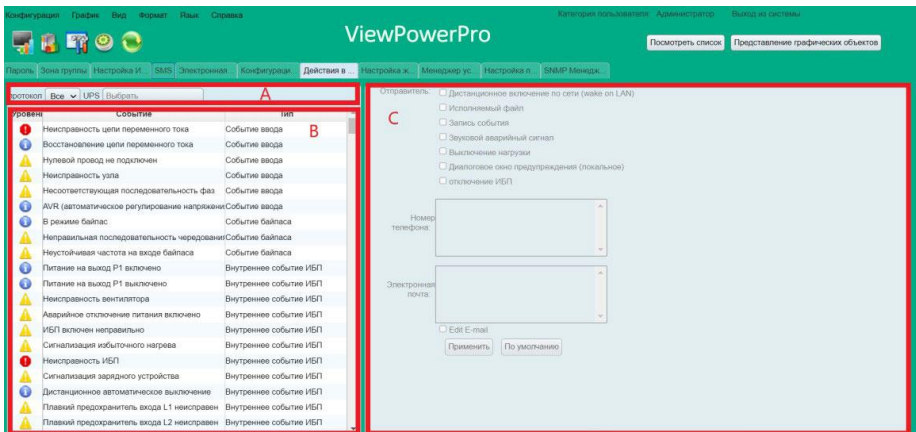 Конфигурация График Вид Формат Язык Справка Категория пользователя Администратор Выход из системы
ViewPowerPro
Посмотреть список Представление графических объектов
Пароль Зона группы Настройка И... SMS Электронная... Конфигураци... Действия в ... Настройка ж... Менеджер ус... Настройка п... SNMP Менедж...
ротокол Все UPS Выбрать A
Уровень Событие Тип
B
Неисправность цепи переменного тока Событие ввода
Восстановление цепи переменного тока Событие ввода
Нулевой провод не подключен Событие ввода
Неисправность узла Событие ввода
Несоответствующая последовательность фаз Событие ввода
AVR (автоматическое регулирование напряжени Событие ввода
В режиме байпас Событие байпаса
Неправильная последовательность чередовани Событие байпаса
Неустойчивая частота на входе байпаса Событие байпаса
Питание на выход P1 включено Внутреннее событие ИБП
Питание на выход P1 выключено Внутреннее событие ИБП
Неисправность вентилятора Внутреннее событие ИБП
Аварийное отключение питания включено Внутреннее событие ИБП
ИБП включен неправильно Внутреннее событие ИБП
Сигнализация избыточного нагрева Внутреннее событие ИБП
Неисправность ИБП Внутреннее событие ИБП
Сигнализация зарядного устройства Внутреннее событие ИБП
Дистанционное автоматическое выключение Внутреннее событие ИБП
Плавкий предохранитель входа L1 неисправен Внутреннее событие ИБП
Плавкий предохранитель входа L2 неисправен Внутреннее событие ИБП
C
Отправитель: Дистанционное включение по сети (wake on LAN)
Исполняемый файл
Запись события
Звуковой аварийный сигнал
Выключение нагрузки
Диалоговое окно предупреждения (локальное)
отключение ИБП
Номер
телефона:
Электронная
почта:
Edit E-mail
Применить По умолчанию